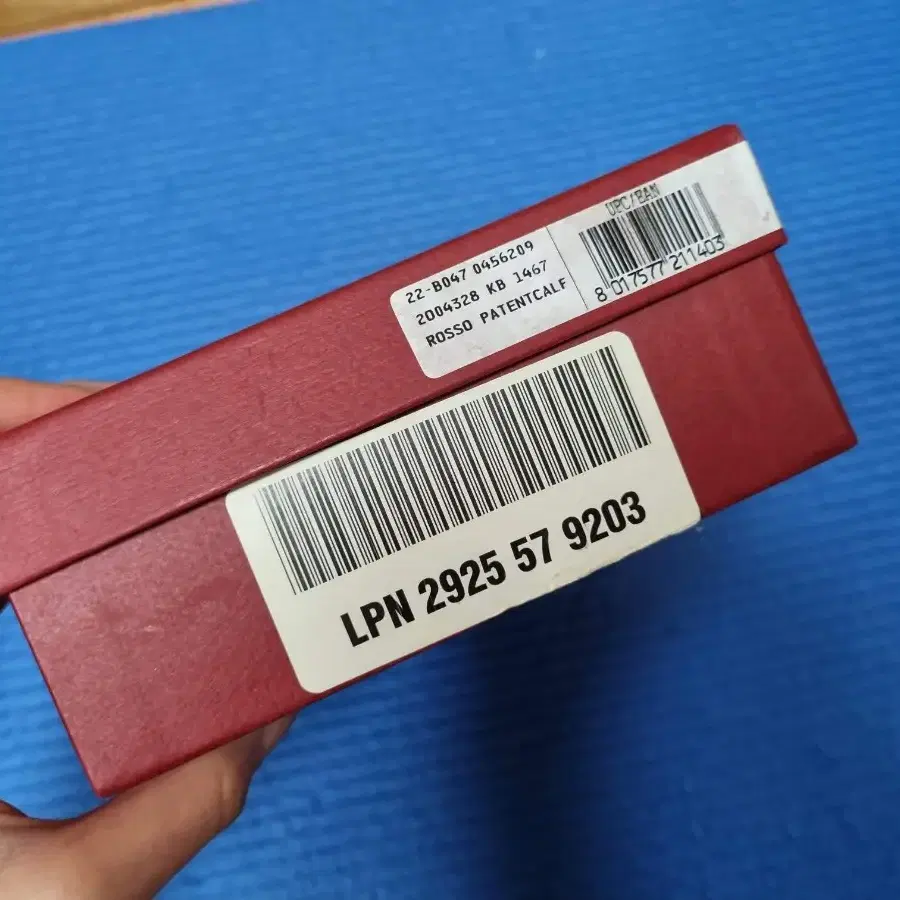 22-B047 0456209
2004328 KB 1467
ROSSO PATENTCALF
UPC/EAN
8 017577 211403
LPN 2925 57 9203